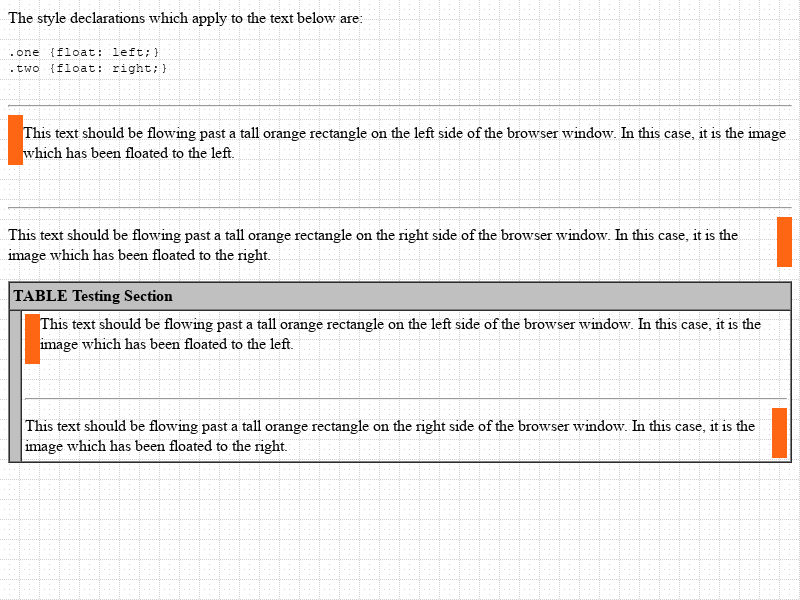 The style declarations which apply to the text below are:
.one {float: left;}
.two {float: right;}
This text should be flowing past a tall orange rectangle on the left side of the browser window. In this case, it is the image
which has been floated to the left.
This text should be flowing past a tall orange rectangle on the right side of the browser window. In this case, it is the
image which has been floated to the right.
TABLE Testing Section
This text should be flowing past a tall orange rectangle on the left side of the browser window. In this case, it is the
image which has been floated to the left.
This text should be flowing past a tall orange rectangle on the right side of the browser window. In this case, it is the
image which has been floated to the right.